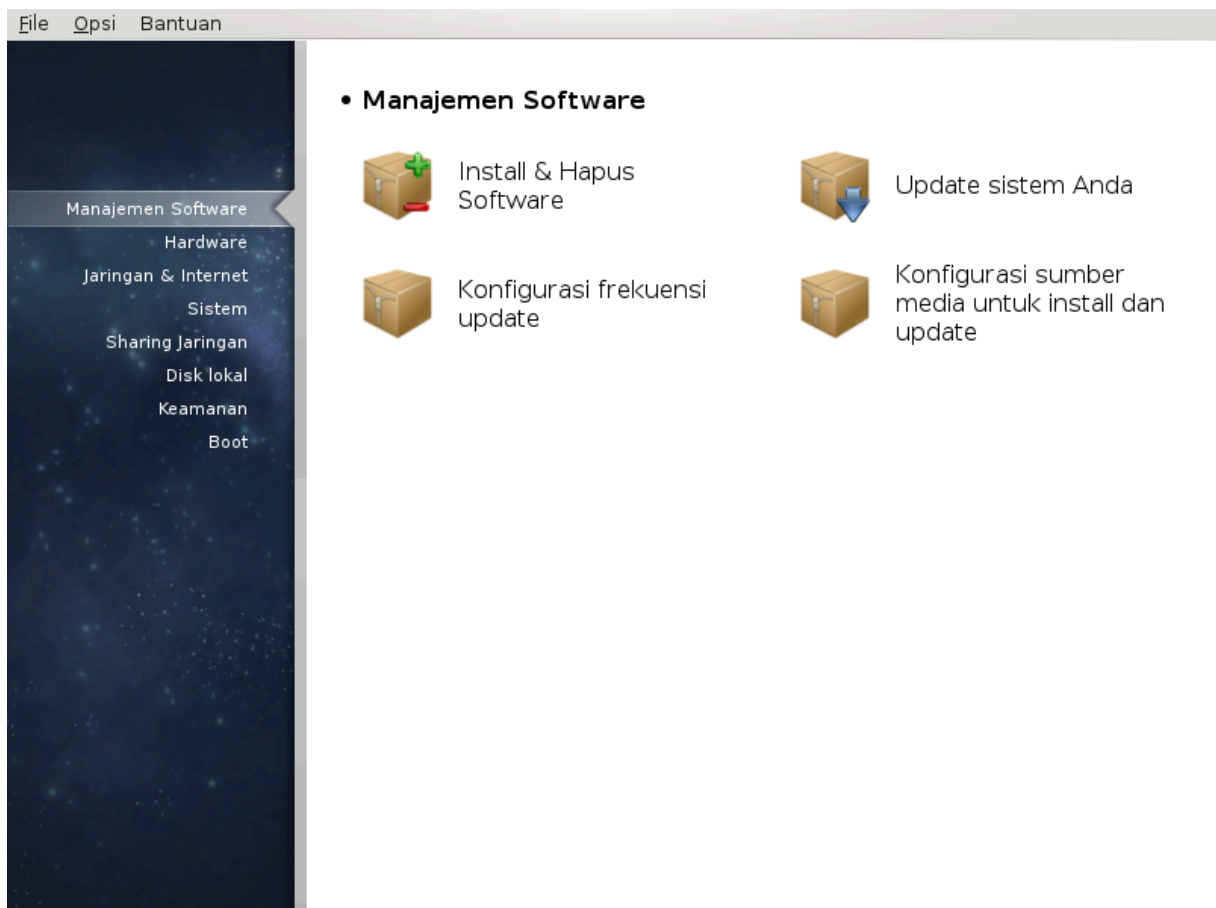 File Opsi Bantuan
Manajemen Software
Hardware
Jaringan & Internet
Sistem
Sharing Jaringan
Disk lokal
Keamanan
Boot
• Manajemen Software
Install & Hapus
Software
Update sistem Anda
Konfigurasi frekuensi
update
Konfigurasi sumber
media untuk install dan
update